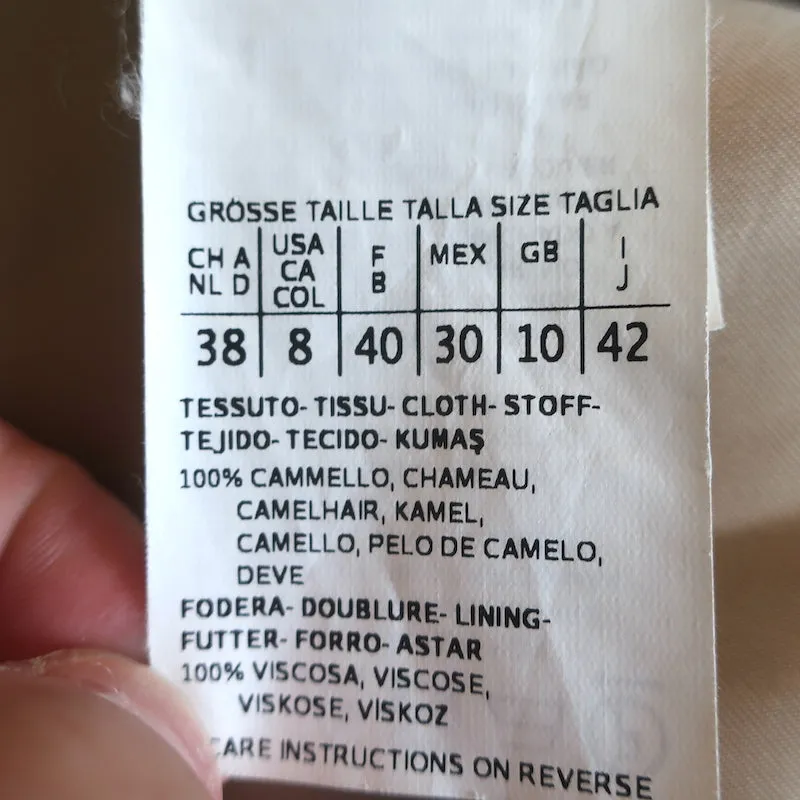 GRÖSSE TAILLE TALLA SIZE TAGLIA
CH A NL D | USA CA COL | F B | MEX | GB | I J
38 | 8 | 40 | 30 | 10 | 42
TESSUTO- TISSU- CLOTH- STOFF-
TEJIDO- TECIDO- KUMAŞ
100% CAMMELLO, CHAMEAU,
CAMELHAIR, KAMEL,
CAMELLO, PELO DE CAMELO,
DEVE
FODERA- DOUBLURE- LINING-
FUTTER- FORRO- ASTAR
100% VISCOSA, VISCOSE,
VISKOSE, VİSKOZ
CARE INSTRUCTIONS ON REVERSE